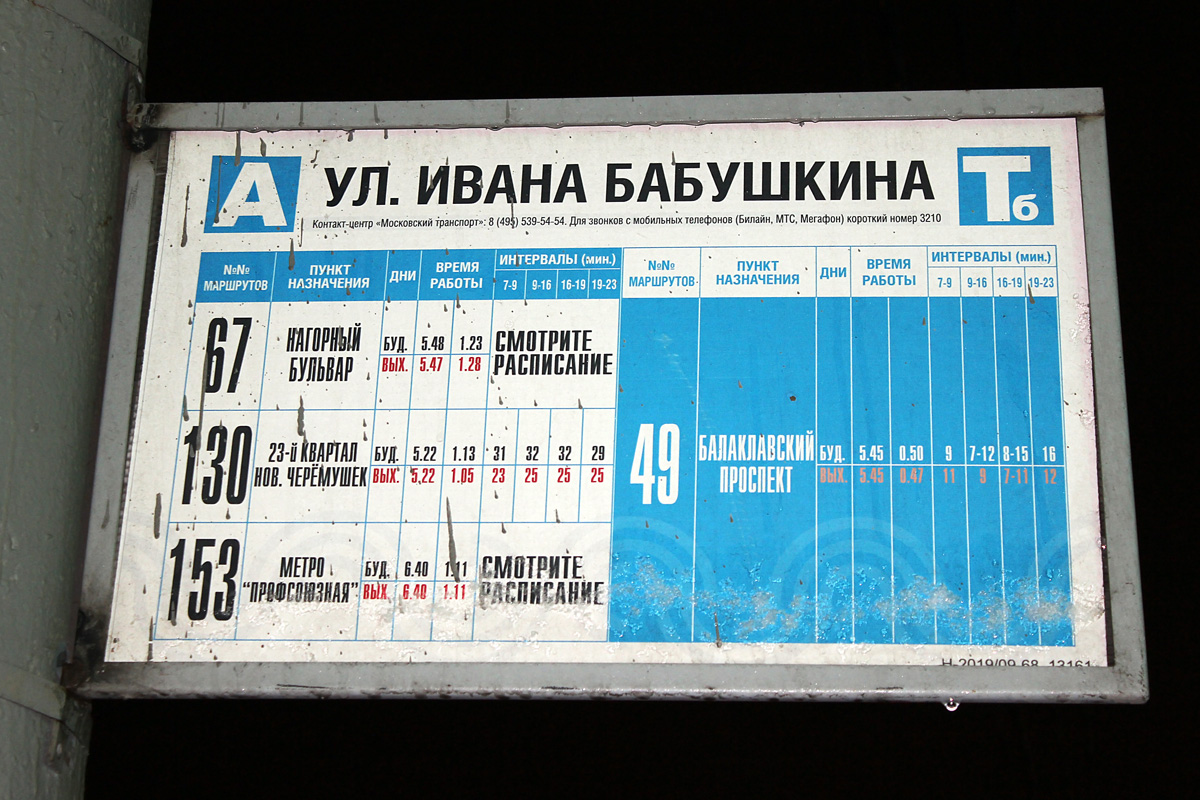 А УЛ. ИВАНА БАБУШКИНА Тб
Контакт-центр «Московский транспорт»: 8 (495) 539-54-54. Для звонков с мобильных телефонов (Билайн, МТС, Мегафон) короткий номер 3210
№№ МАРШРУТОВ ПУНКТ НАЗНАЧЕНИЯ ДНИ ВРЕМЯ РАБОТЫ ИНТЕРВАЛЫ (мин.)
7-9 9-16 16-19 19-23
67 НАГОРНЫЙ БУЛЬВАР
БУД. 5.48 1.23
ВЫХ. 5.47 1.28
СМОТРИТЕ
РАСПИСАНИЕ
130 23-й КВАРТАЛ НОВ. ЧЕРЁМУШЕК
БУД. 5.22 1.13 31 32 32 29
ВЫХ. 5.22 1.05 23 25 25 25
153 МЕТРО "ПРОФСОЮЗНАЯ"
БУД. 6.40 1.11
ВЫХ. 6.40 1.11
СМОТРИТЕ
РАСПИСАНИЕ
№№ МАРШРУТОВ ПУНКТ НАЗНАЧЕНИЯ ДНИ ВРЕМЯ РАБОТЫ ИНТЕРВАЛЫ (мин.)
7-9 9-16 16-19 19-23
49 БАЛАКЛАВСКИЙ ПРОСПЕКТ
БУД. 5.45 0.50 9 7-12 8-15 16
ВЫХ. 5.45 0.47 11 9 7-11 12
Н-2019/09 68 13161